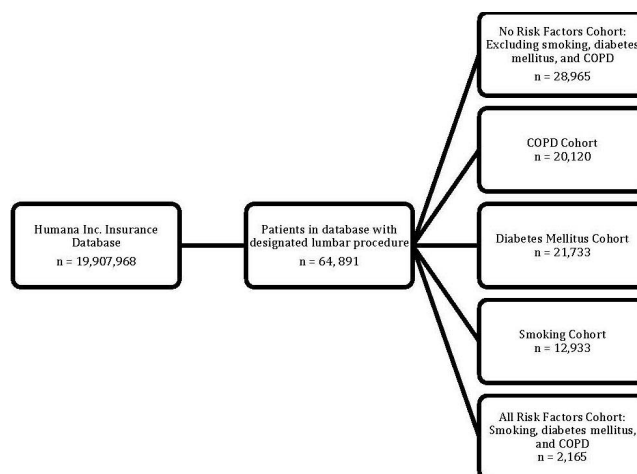 No Risk Factors Cohort:
Excluding smoking, diabetes
mellitus, and COPD
n = 28,965
COPD Cohort
n = 20,120
Humana Inc. Insurance
Database
n = 19,907,968
Patients in database with
designated lumbar procedure
n = 64, 891
Diabetes Mellitus Cohort
n = 21,733
Smoking Cohort
n = 12,933
All Risk Factors Cohort:
Smoking, diabetes mellitus,
and COPD
n = 2,165